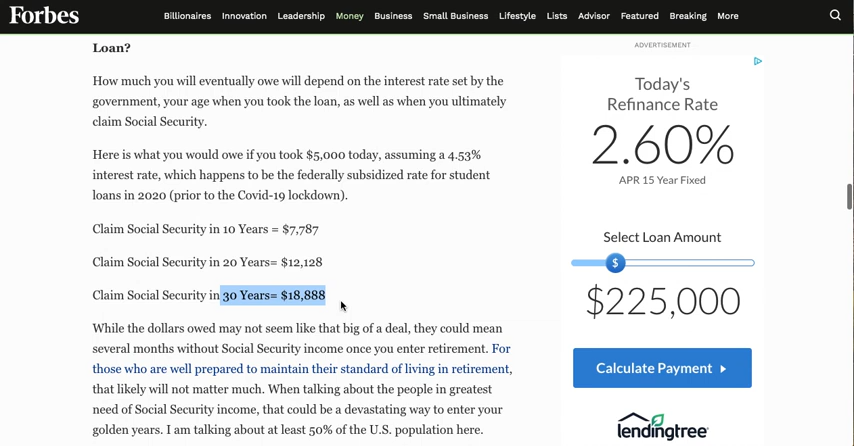 Forbes
Billionaires Innovation Leadership Money Business Small Business Lifestyle Lists Advisor Featured Breaking More
Loan?
How much you will eventually owe will depend on the interest rate set by the
government, your age when you took the loan, as well as when you ultimately
claim Social Security.
Here is what you would owe if you took $5,000 today, assuming a 4.53%
interest rate, which happens to be the federally subsidized rate for student
loans in 2020 (prior to the Covid-19 lockdown).
Claim Social Security in 10 Years = $7,787
Claim Social Security in 20 Years= $12,128
Claim Social Security in 30 Years= $18,888
While the dollars owed may not seem like that big of a deal, they could mean
several months without Social Security income once you enter retirement. For
those who are well prepared to maintain their standard of living in retirement,
that likely will not matter much. When talking about the people in greatest
need of Social Security income, that could be a devastating way to enter your
golden years. I am talking about at least 50% of the U.S. population here.
ADVERTISEMENT
Today's
Refinance Rate
2.60%
APR 15 Year Fixed
Select Loan Amount
$
$225,000
Calculate Payment
lendingtree